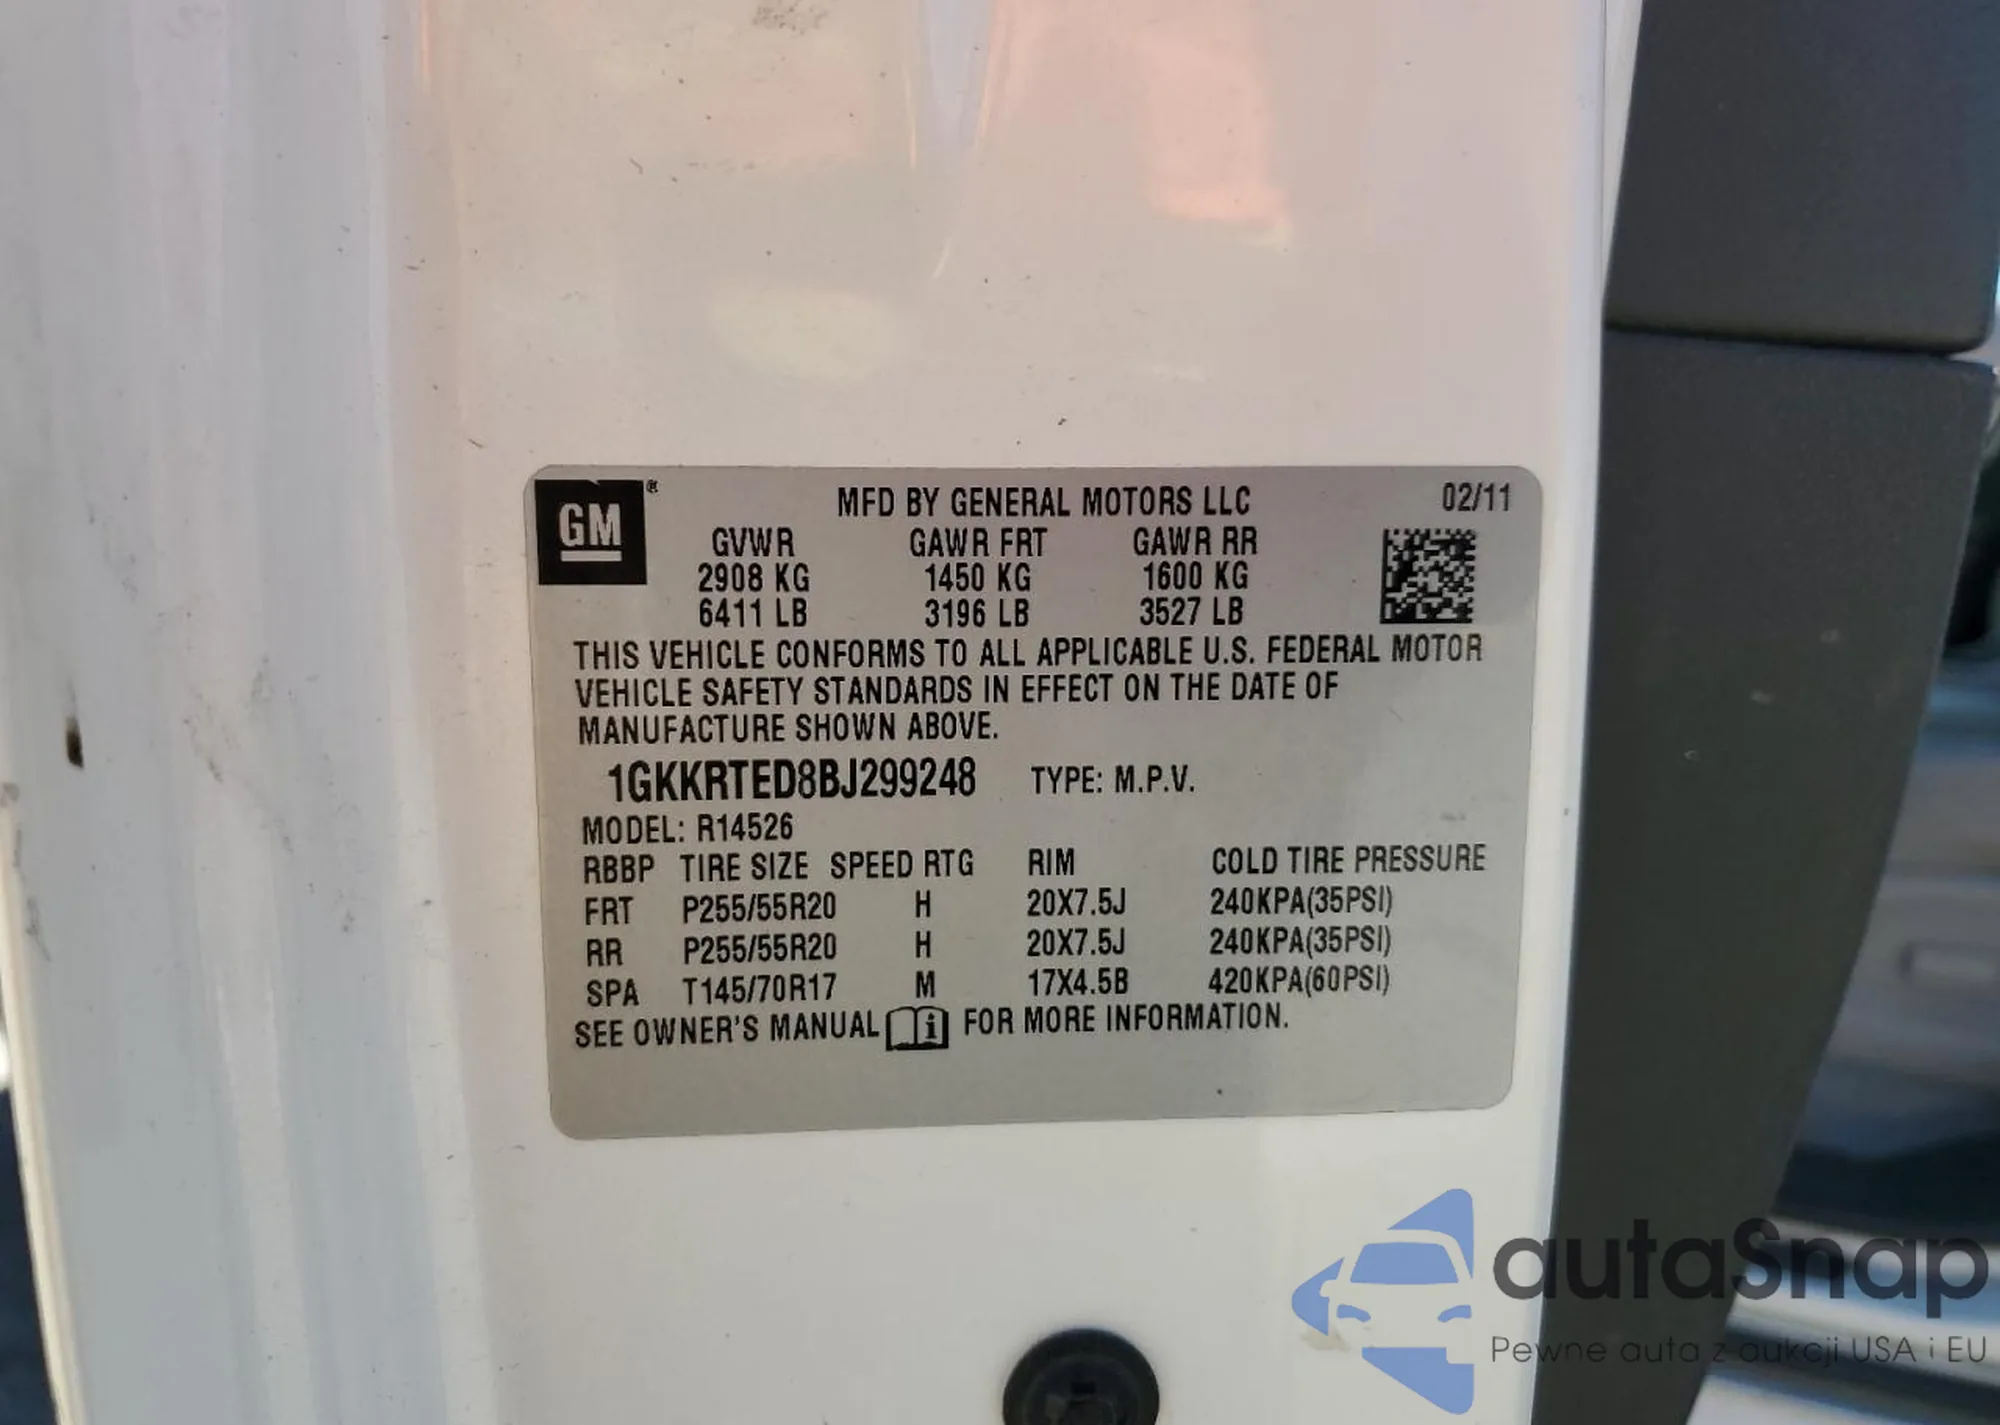 GM ® MFD BY GENERAL MOTORS LLC 02/11
GVWR GAWR FRT GAWR RR
2908 KG 1450 KG 1600 KG
6411 LB 3196 LB 3527 LB
THIS VEHICLE CONFORMS TO ALL APPLICABLE U.S. FEDERAL MOTOR
VEHICLE SAFETY STANDARDS IN EFFECT ON THE DATE OF
MANUFACTURE SHOWN ABOVE.
1GKKRTED8BJ299248 TYPE: M.P.V.
MODEL: R14526
RBBP TIRE SIZE SPEED RTG RIM COLD TIRE PRESSURE
FRT P255/55R20 H 20X7.5J 240KPA(35PSI)
RR P255/55R20 H 20X7.5J 240KPA(35PSI)
SPA T145/70R17 M 17X4.5B 420KPA(60PSI)
SEE OWNER'S MANUAL i FOR MORE INFORMATION.
autaSnap
Pewne auta z aukcji USA i EU